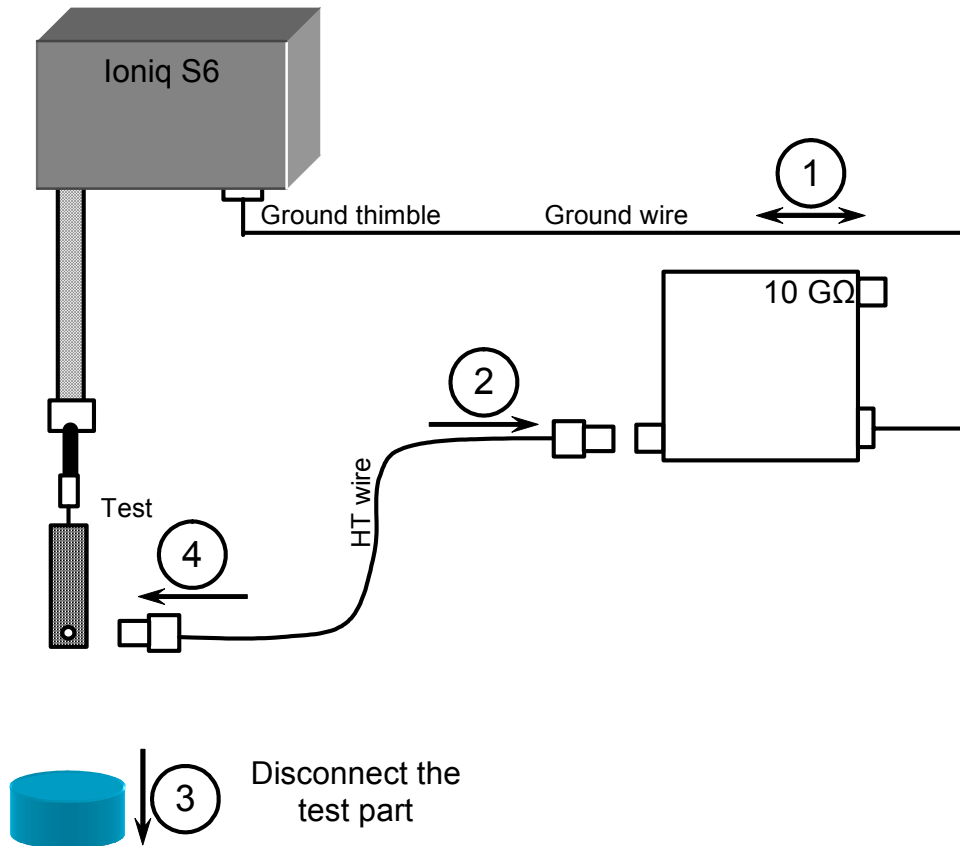 Ioniq S6
1
Ground thimble
Ground wire
10 GΩ
2
HT wire
Test
4
3
Disconnect the
test part